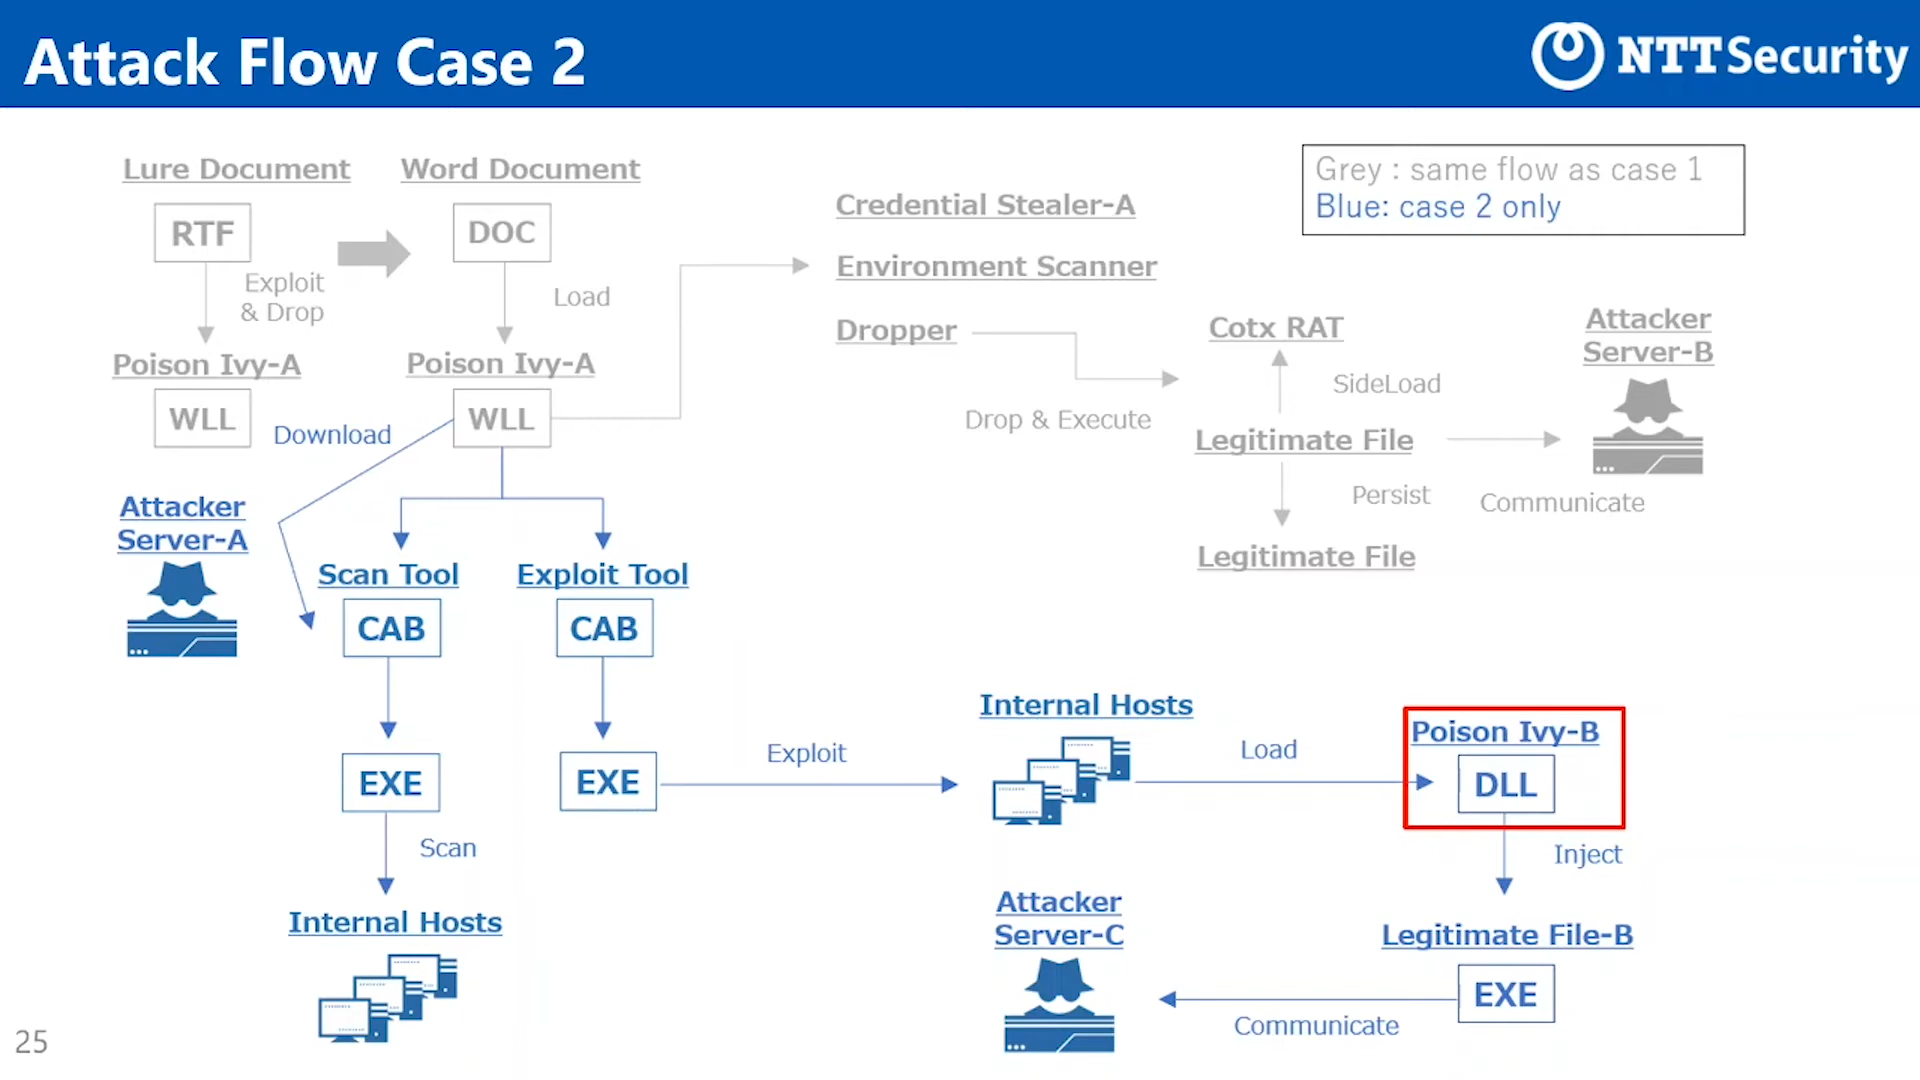 Attack Flow Case 2
NTT Security
Lure Document
Word Document
Grey : same flow as case 1
Blue: case 2 only
RTF
DOC
Credential Stealer-A
Exploit
& Drop
Load
Environment Scanner
Dropper
Poison Ivy-A
Poison Ivy-A
Cotx RAT
Attacker
Server-B
WLL
WLL
SideLoad
Drop & Execute
Download
Legitimate File
Persist
Communicate
Legitimate File
Attacker
Server-A
Scan Tool
Exploit Tool
CAB
CAB
Internal Hosts
Poison Ivy-B
EXE
EXE
Exploit
Load
DLL
Scan
Inject
Internal Hosts
Attacker
Server-C
Legitimate File-B
EXE
Communicate
25